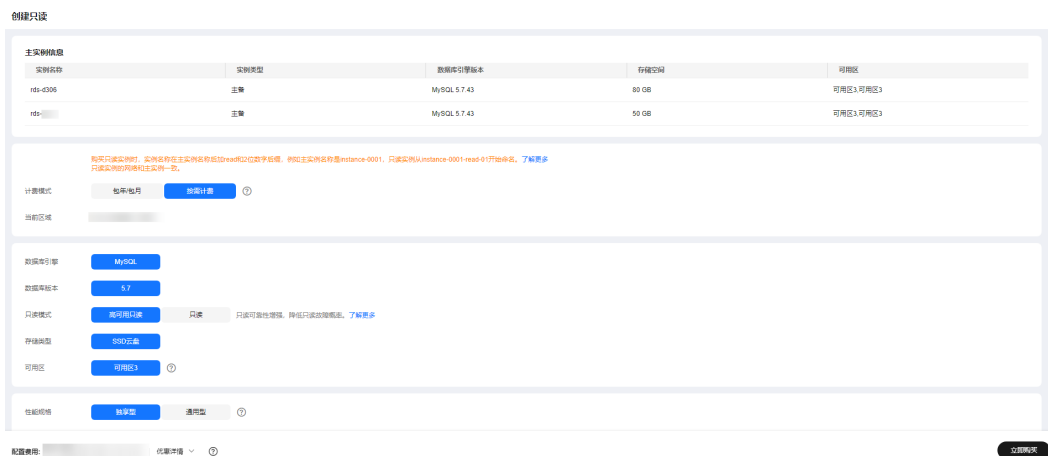 创建只读
主实例信息
实例名称 实例类型 数据库引擎版本 存储空间 可用区
rds-d306 主备 MySQL 5.7.43 80 GB 可用区3,可用区3
rds- 主备 MySQL 5.7.43 50 GB 可用区3,可用区3
购买只读实例时，实例名称在主实例名称后加read和2位数字后缀，例如主实例名称是instance-0001，只读实例从instance-0001-read-01开始命名。了解更多
只读实例的网络和主实例一致。
计费模式 包年/包月 按需计费
当前区域
数据库引擎 MySQL
数据库版本 5.7
只读模式 高可用只读 只读 只读可靠性增强，降低只读故障概率。了解更多
存储类型 SSD云盘
可用区 可用区3
性能规格 独享型 通用型
配置费用: 优惠详情 立即购买